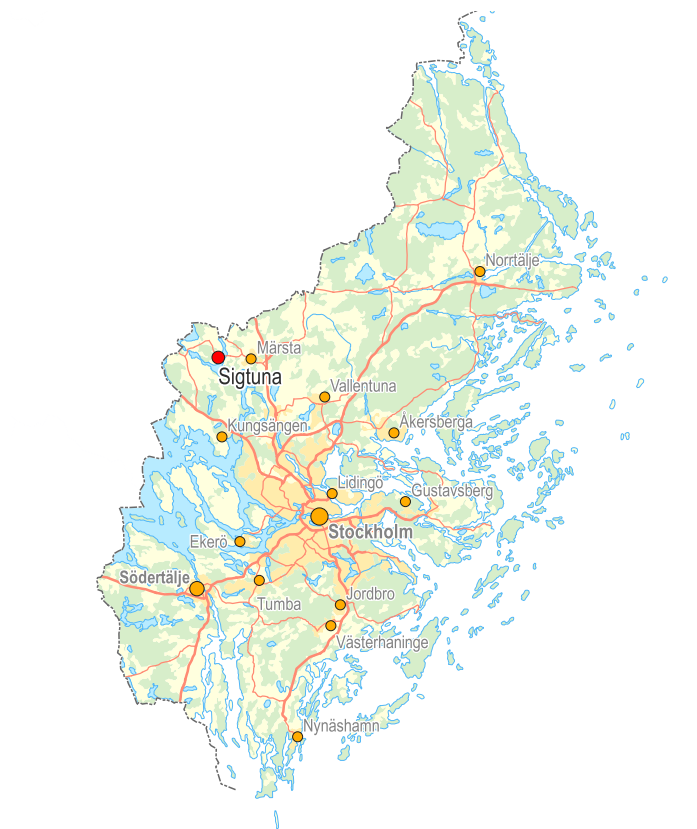 Norrtälje
Märsta
Sigtuna
Vallentuna
Åkersberga
Kungsängen
Lidingö
Gustavsberg
Stockholm
Ekerö
Södertälje
Tumba
Jordbro
Västerhaninge
Nynäshamn